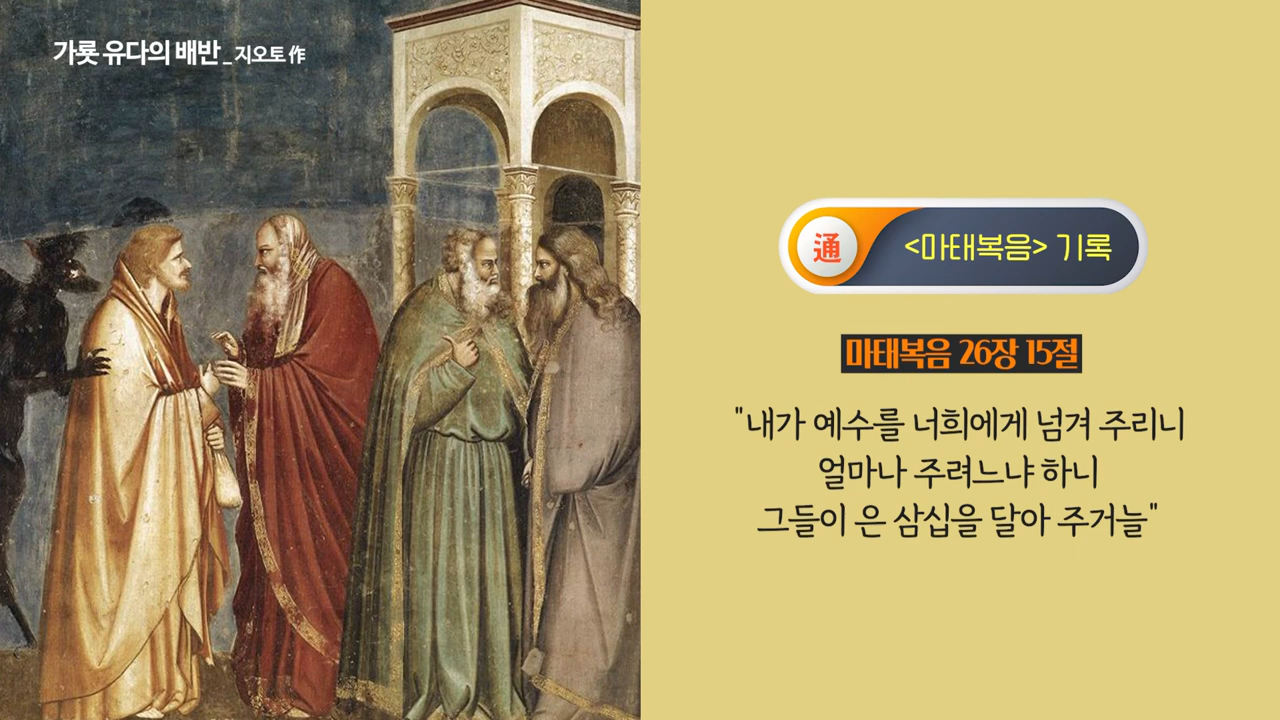 가룟 유다의 배반 _ 지오토 作
通 <마태복음> 기록
마태복음 26장 15절
"내가 예수를 너희에게 넘겨 주리니
얼마나 주려느냐 하니
그들이 은 삼십을 달아 주거늘"